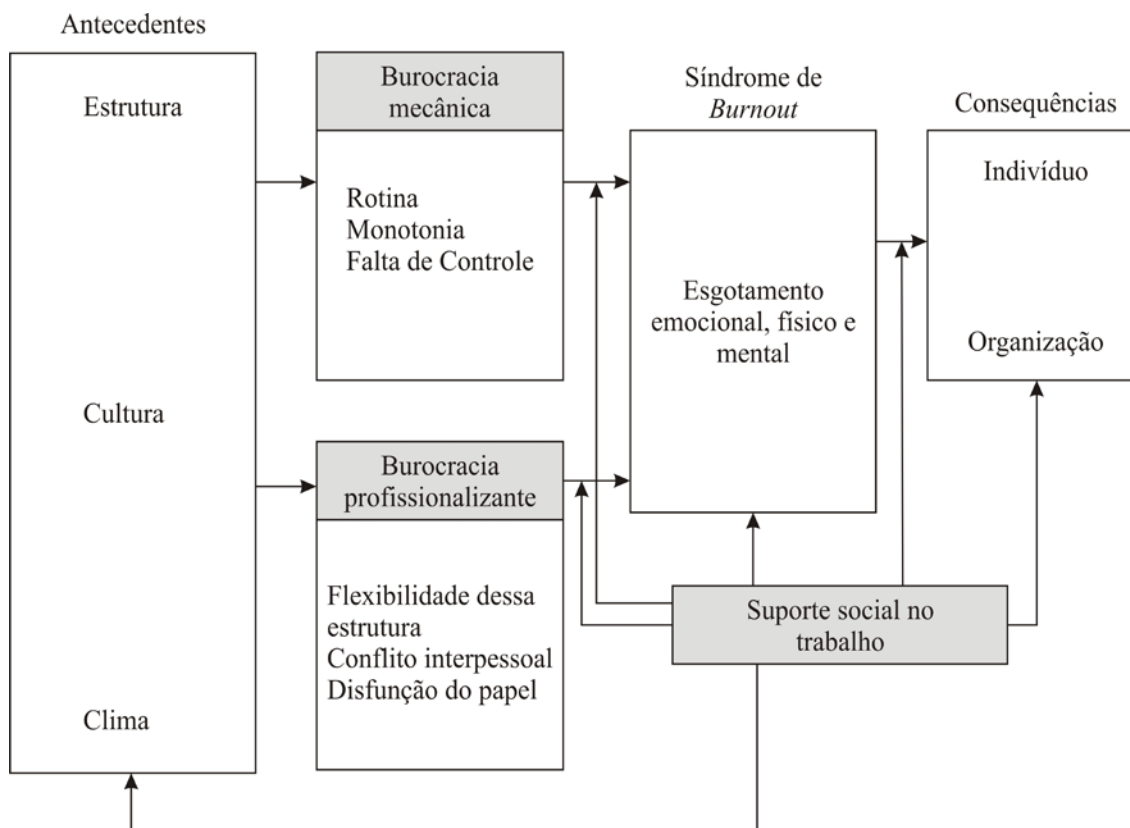 Antecedentes
Estrutura
Cultura
Clima
Burocracia
mecânica
Rotina
Monotonia
Falta de Controle
Burocracia
profissionalizante
Flexibilidade dessa
estrutura
Conflito interpessoal
Disfunção do papel
Síndrome de
Burnout
Esgotamento
emocional, físico e
mental
Suporte social no
trabalho
Consequências
Indivíduo
Organização